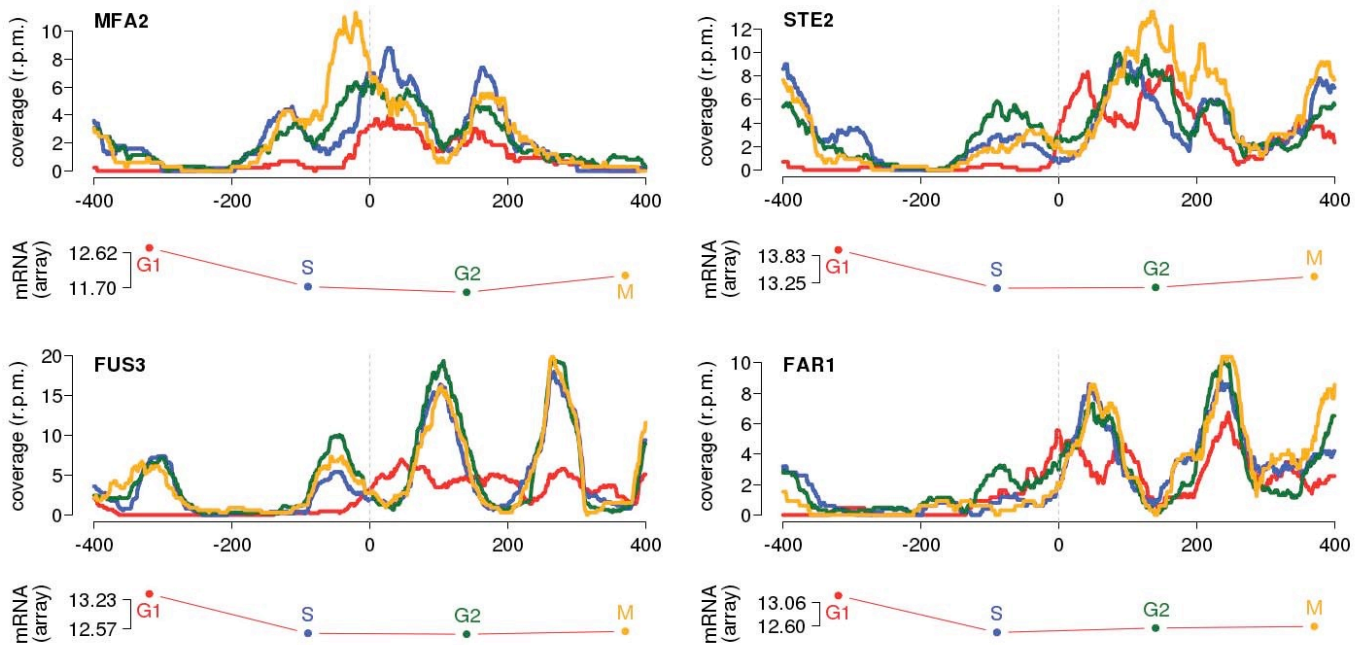 MFA2
coverage (r.p.m.)
10
8
6
4
2
0
-400 -200 0 200 400
mRNA
(array)
12.62
11.70
G1 S G2 M
STE2
coverage (r.p.m.)
12
10
8
6
4
2
0
-400 -200 0 200 400
mRNA
(array)
13.83
13.25
G1 S G2 M
FUS3
coverage (r.p.m.)
20
15
10
5
0
-400 -200 0 200 400
mRNA
(array)
13.23
12.57
G1 S G2 M
FAR1
coverage (r.p.m.)
10
8
6
4
2
0
-400 -200 0 200 400
mRNA
(array)
13.06
12.60
G1 S G2 M